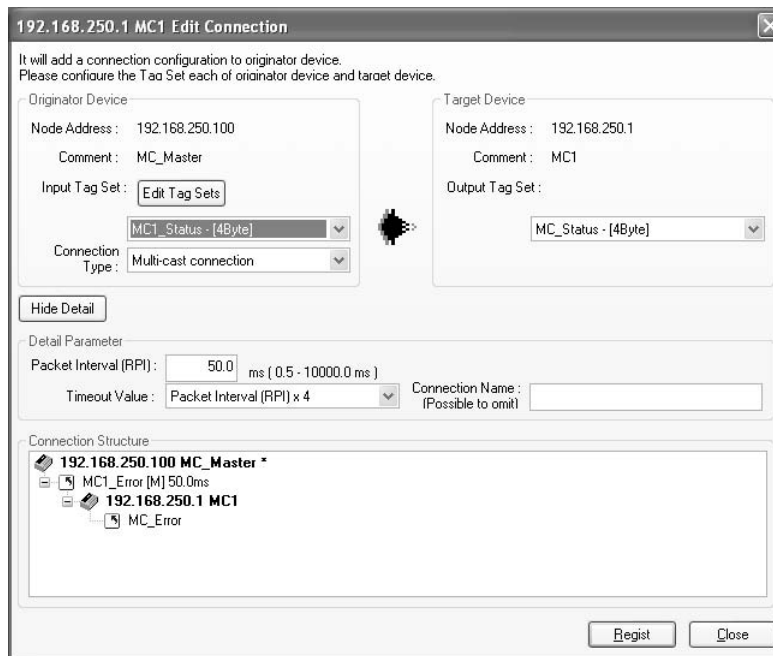 192.168.250.1 MC1 Edit Connection
It will add a connection configuration to originator device.
Please configure the Tag Set each of originator device and target device.
Originator Device
Node Address : 192.168.250.100
Comment : MC_Master
Input Tag Set : Edit Tag Sets
MC1_Status - [4Byte]
Connection
Type : Multi-cast connection
Target Device
Node Address : 192.168.250.1
Comment : MC1
Output Tag Set :
MC_Status - [4Byte]
Hide Detail
Detail Parameter
Packet Interval (RPI) : 50.0 ms ( 0.5 - 10000.0 ms )
Timeout Value : Packet Interval (RPI) x 4
Connection Name :
(Possible to omit)
Connection Structure
192.168.250.100 MC_Master *
MC1_Error [M] 50.0ms
192.168.250.1 MC1
MC_Error
Regist Close